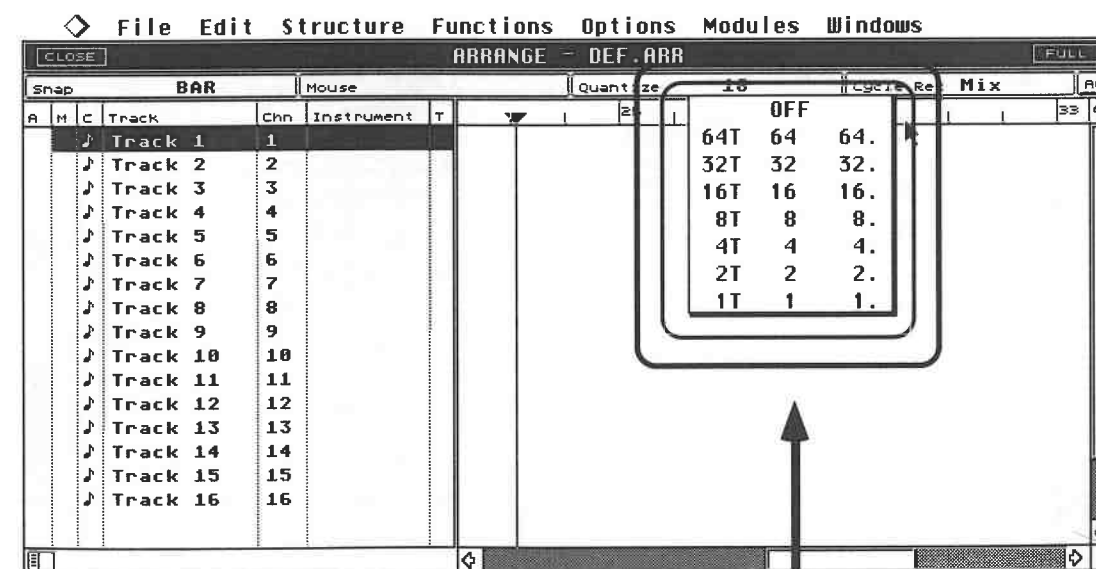 File Edit Structure Functions Options Modules Windows
CLOSE ARRANGE - DEF.ARR FULL
Snap BAR Mouse Quantize 16 Cycle Rec Mix
A M C Track Chn Instrument T 33
OFF
64T 64 64.
32T 32 32.
16T 16 16.
8T 8 8.
4T 4 4.
2T 2 2.
1T 1 1.
Track 1 1
Track 2 2
Track 3 3
Track 4 4
Track 5 5
Track 6 6
Track 7 7
Track 8 8
Track 9 9
Track 10 10
Track 11 11
Track 12 12
Track 13 13
Track 14 14
Track 15 15
Track 16 16